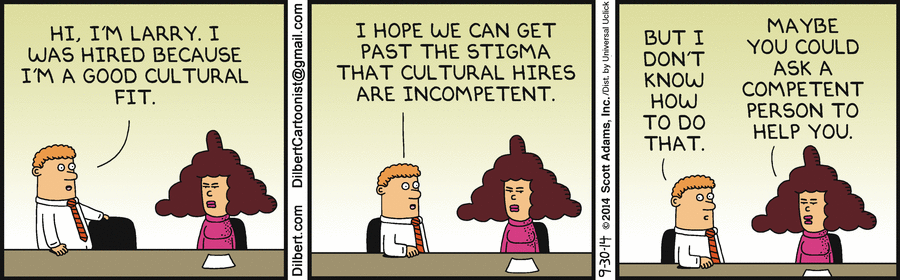 HI, I'M LARRY. I
WAS HIRED BECAUSE
I'M A GOOD CULTURAL
FIT.
Dilbert.com DilbertCartoonist@gmail.com
I HOPE WE CAN GET
PAST THE STIGMA
THAT CULTURAL HIRES
ARE INCOMPETENT.
9-30-14 © 2014 Scott Adams, Inc. /Dist. by Universal Uclick
BUT I
DON'T
KNOW
HOW
TO DO
THAT.
MAYBE
YOU COULD
ASK A
COMPETENT
PERSON TO
HELP YOU.